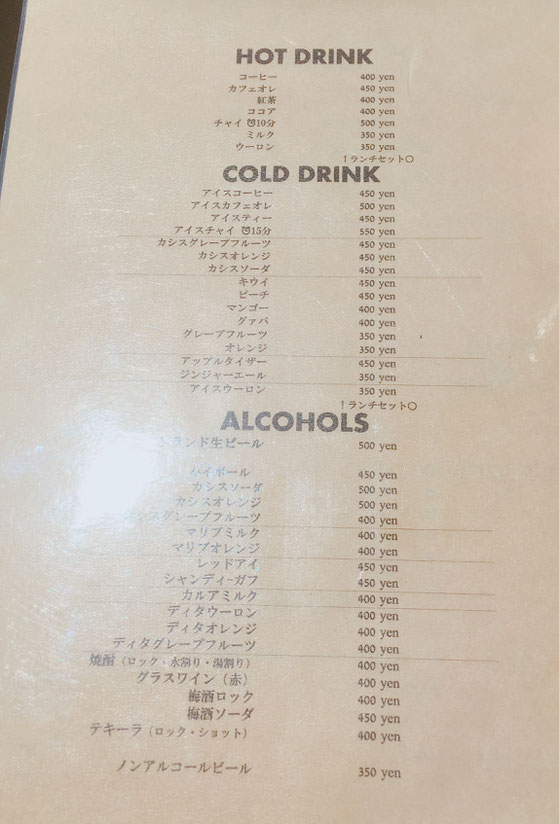 HOT DRINK
コーヒー 400 yen
カフェオレ 450 yen
紅茶 400 yen
ココア 400 yen
チャイ ⏰10分 500 yen
ミルク 350 yen
ウーロン 350 yen
↑ランチセット〇
COLD DRINK
アイスコーヒー 450 yen
アイスカフェオレ 500 yen
アイスティー 450 yen
アイスチャイ ⏰15分 550 yen
カシスグレープフルーツ 450 yen
カシスオレンジ 450 yen
カシスソーダ 400 yen
キウイ 450 yen
ピーチ 450 yen
マンゴー 400 yen
グァバ 400 yen
グレープフルーツ 350 yen
オレンジ 350 yen
アップルタイザー 450 yen
ジンジャーエール 350 yen
アイスウーロン 350 yen
↑ランチセット〇
ALCOHOLS
ランド生ビール 500 yen
ハイボール 450 yen
カシスソーダ 500 yen
カシスオレンジ 500 yen
グレープフルーツ 400 yen
マリブミルク 400 yen
マリブオレンジ 400 yen
レッドアイ 450 yen
シャンディ-ガフ 450 yen
カルアミルク 400 yen
ディタウーロン 400 yen
ディタオレンジ 400 yen
ディタグレープフルーツ 400 yen
焼酎（ロック・水割り・湯割り） 400 yen
グラスワイン（赤） 400 yen
梅酒ロック 400 yen
梅酒ソーダ 450 yen
テキーラ（ロック・ショット） 400 yen
ノンアルコールビール 350 yen